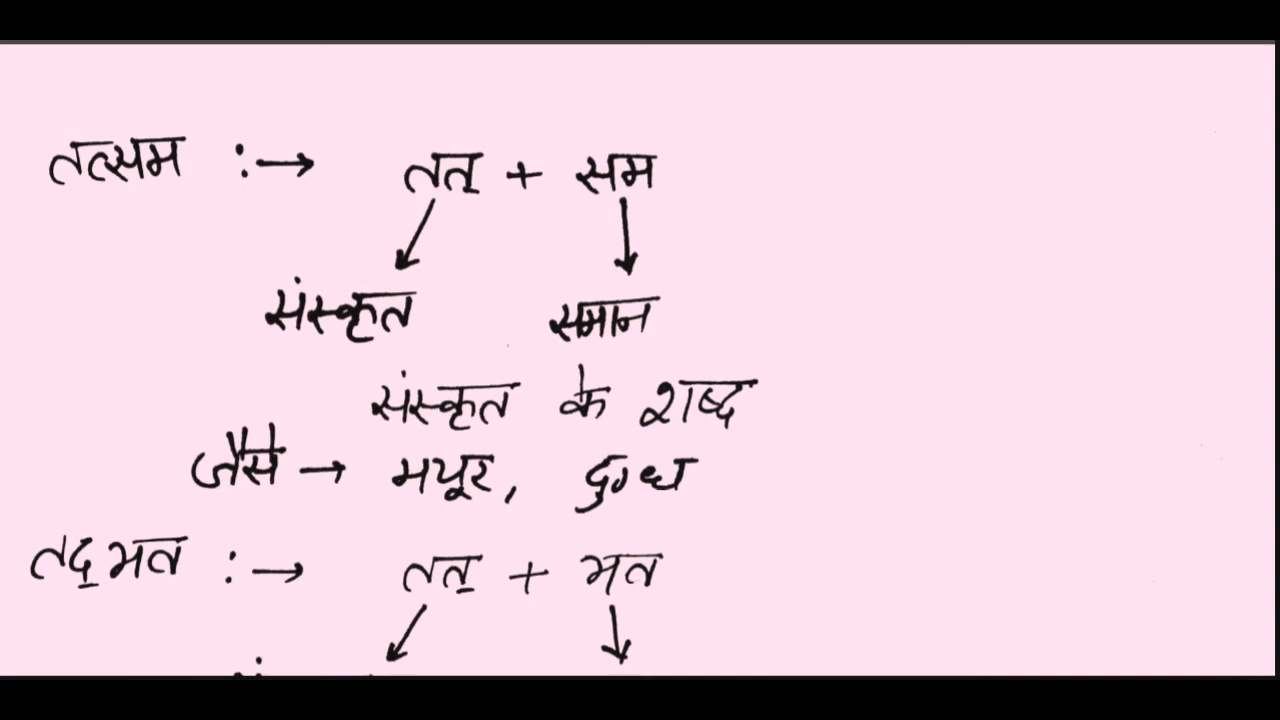 तत्सम :→ तत् + सम
संस्कृत समान
संस्कृत के शब्द
जैसे → मयूर, दुग्ध
तद् भव :→ तत् + भव